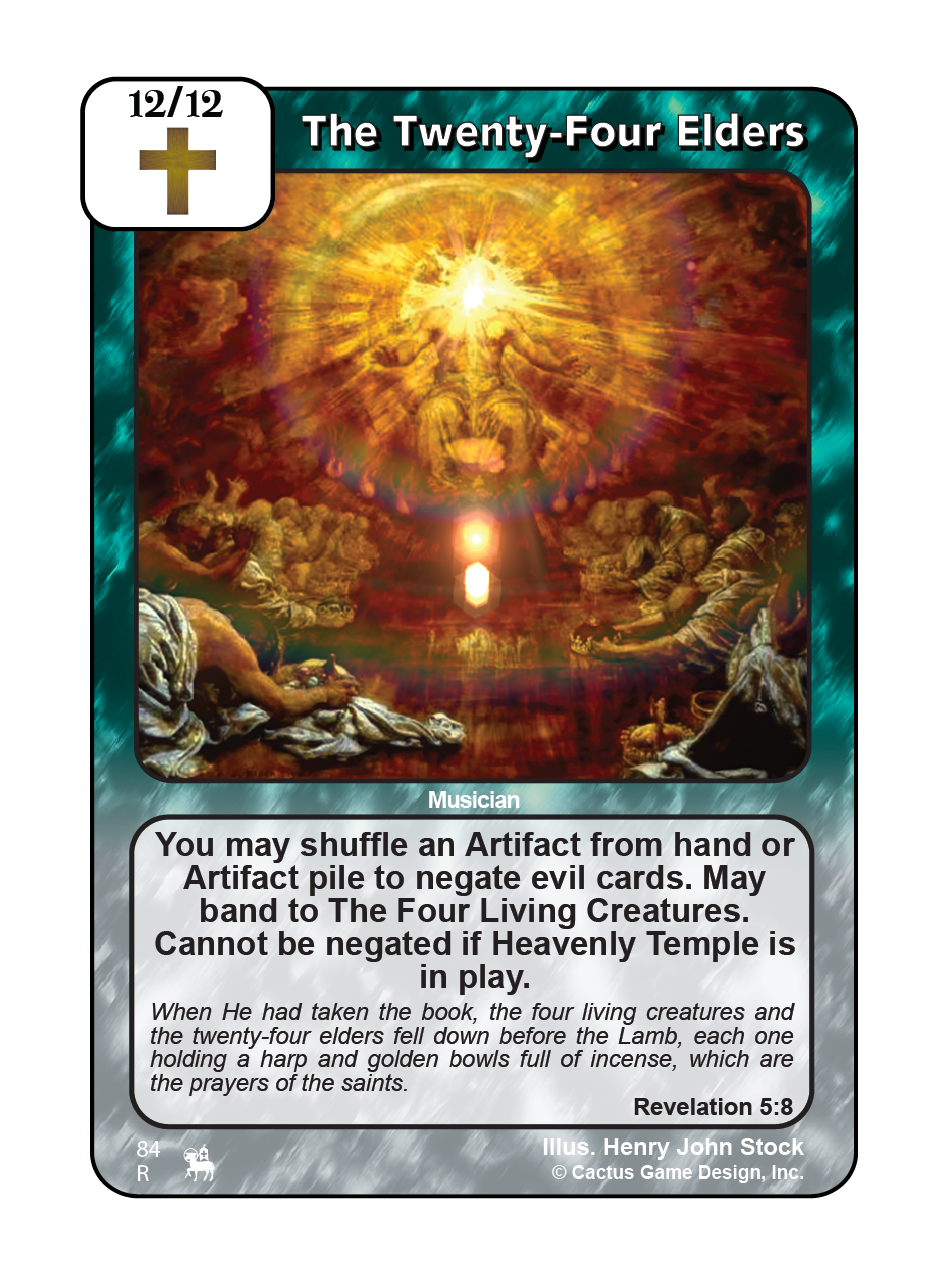 12/12
The Twenty-Four Elders
Musician
You may shuffle an Artifact from hand or
Artifact pile to negate evil cards. May
band to The Four Living Creatures.
Cannot be negated if Heavenly Temple is
in play.
When He had taken the book, the four living creatures and
the twenty-four elders fell down before the Lamb, each one
holding a harp and golden bowls full of incense, which are
the prayers of the saints.
Revelation 5:8
84
R
Illus. Henry John Stock
© Cactus Game Design, Inc.